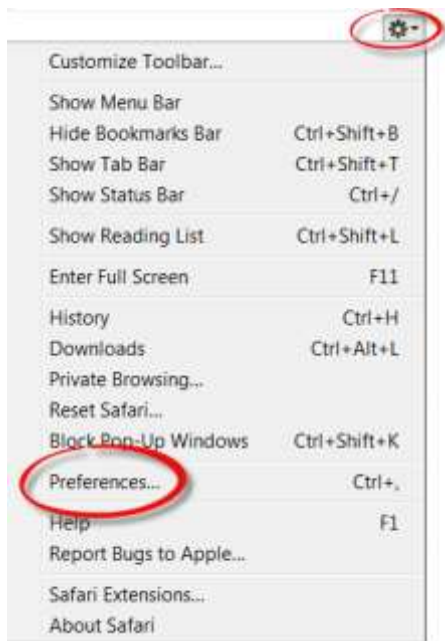 Customize Toolbar...
Show Menu Bar
Hide Bookmarks Bar Ctrl+Shift+B
Show Tab Bar Ctrl+Shift+T
Show Status Bar Ctrl+/
Show Reading List Ctrl+Shift+L
Enter Full Screen F11
History Ctrl+H
Downloads Ctrl+Alt+L
Private Browsing...
Reset Safari...
Block Pop-Up Windows Ctrl+Shift+K
Preferences... Ctrl+,
Help F1
Report Bugs to Apple...
Safari Extensions...
About Safari